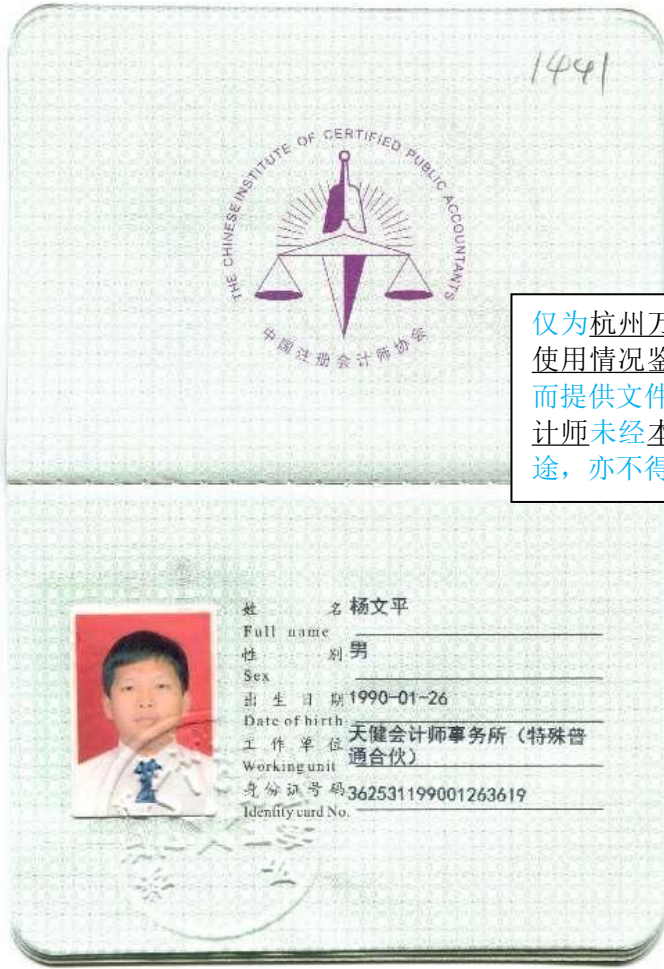 1441
THE CHINESE INSTITUTE OF CERTIFIED PUBLIC ACCOUNTANTS
中国注册会计师协会
仅为杭州万
使用情况鉴
而提供文件
计师未经本
途，亦不得
姓 名 杨文平
Full name
性 别 男
Sex
出 生 日 期 1990-01-26
Date of birth
工 作 单 位 天健会计师事务所（特殊普
通合伙）
Working unit
身份证号码 362531199001263619
Identity card No.